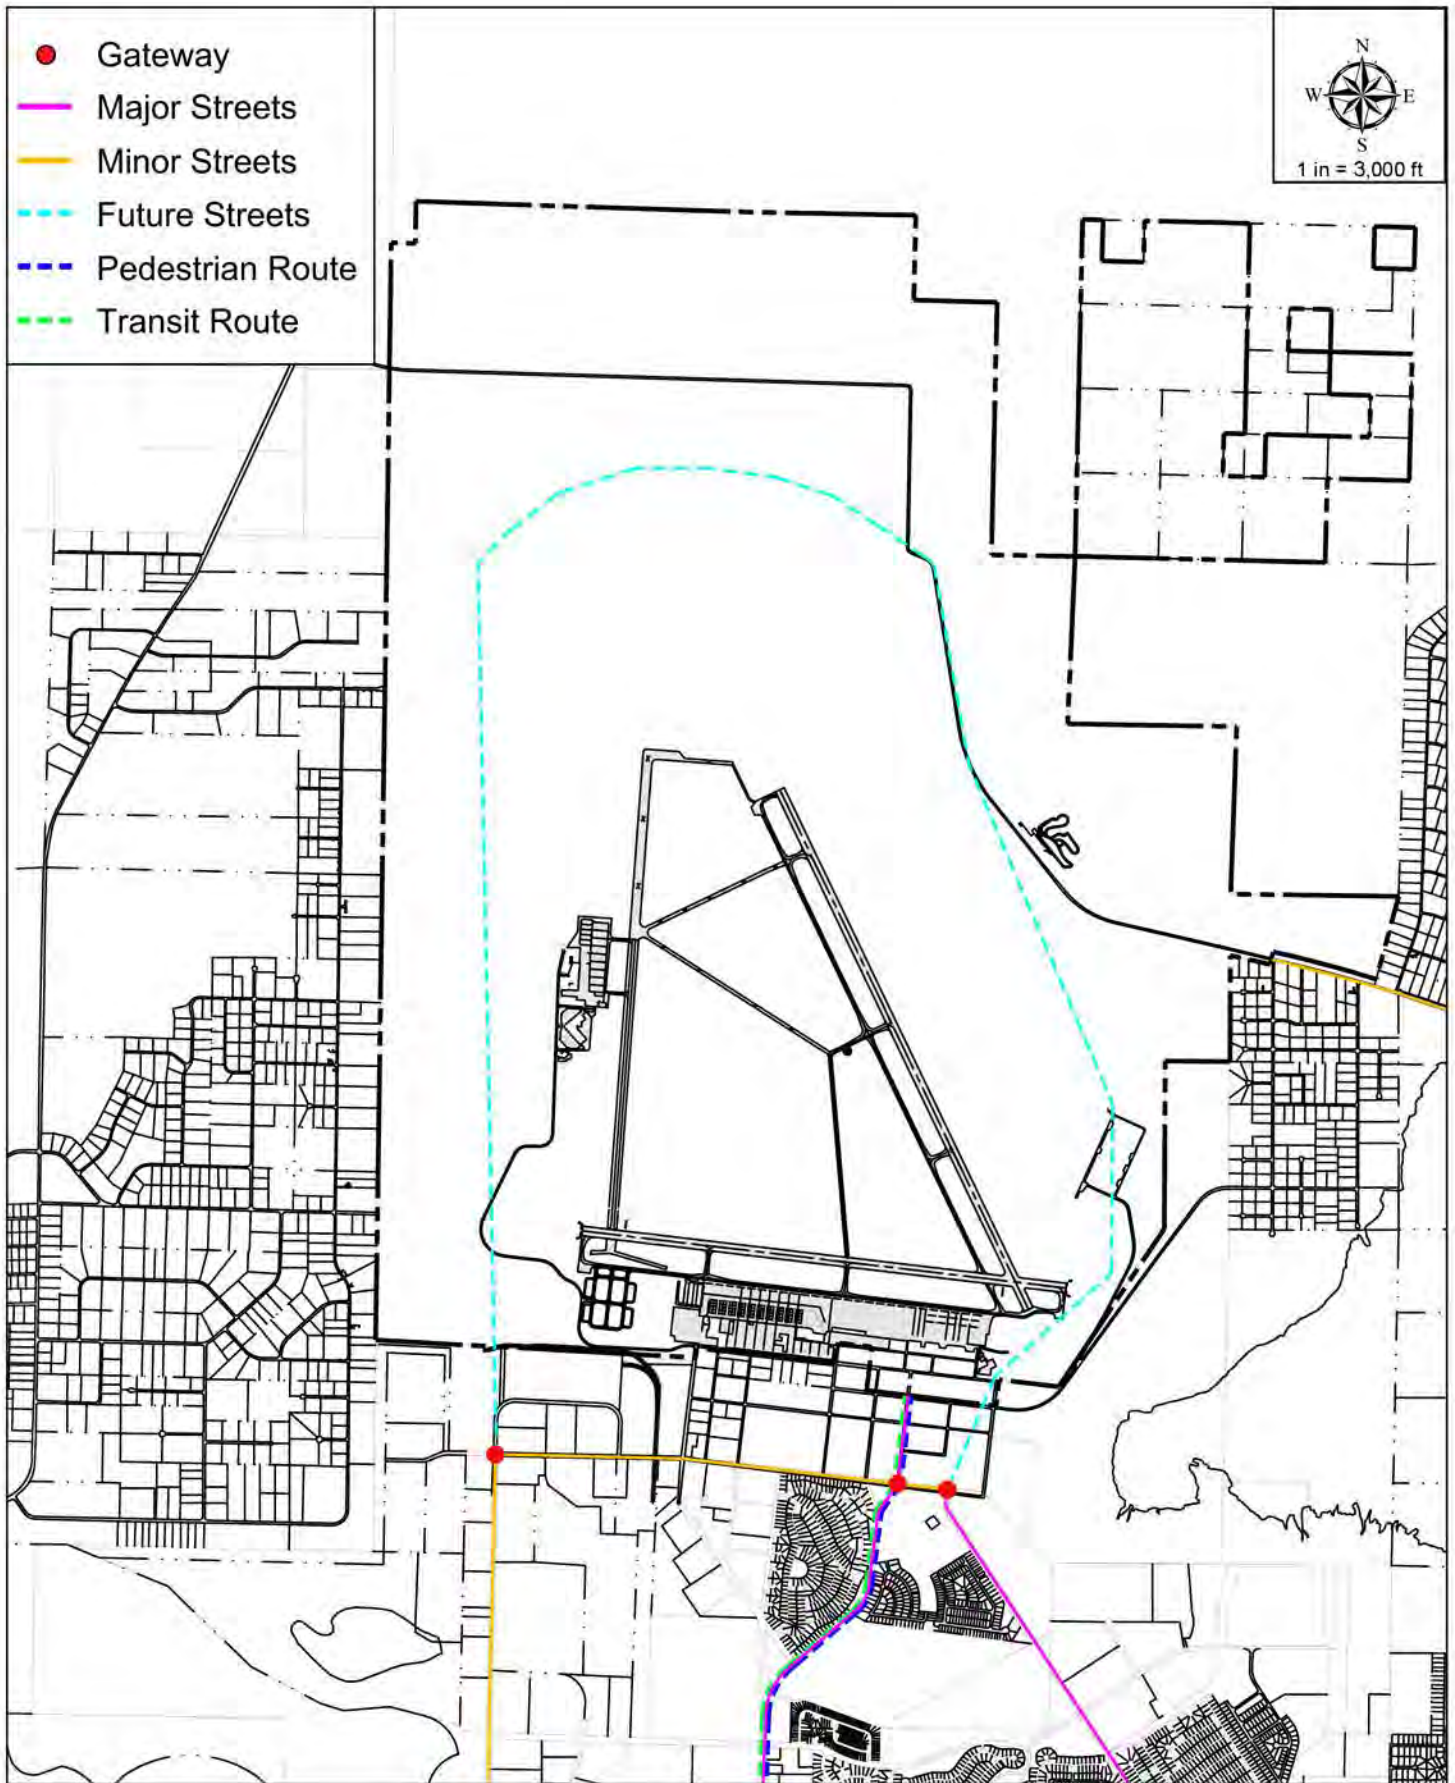 Gateway
Major Streets
Minor Streets
Future Streets
Pedestrian Route
Transit Route
N
W E
S
1 in = 3,000 ft